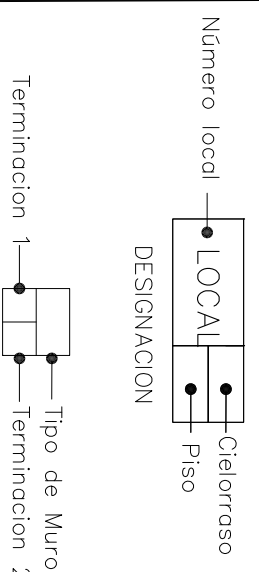 Número local
LOCAL
Cielorraso
Piso
DESIGNACION
Tipo de Muro
Terminacion 1
Terminacion